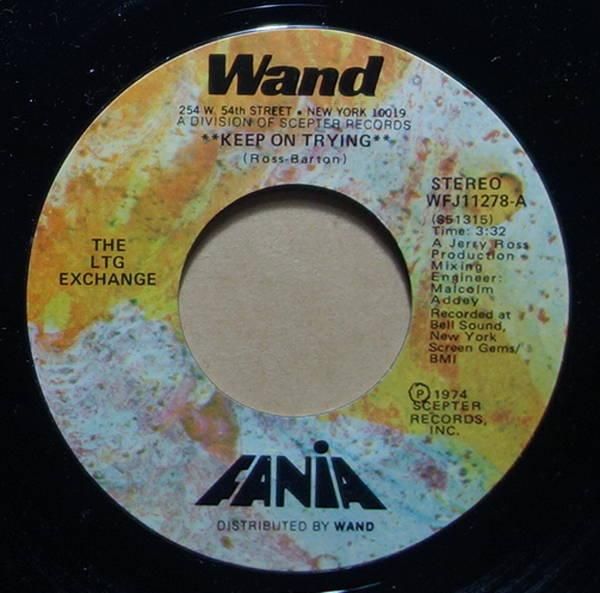 Wand
254 W. 54th STREET • NEW YORK 10019
A DIVISION OF SCEPTER RECORDS
**KEEP ON TRYING**
(Ross-Barton)
THE
LTG
EXCHANGE
STEREO
WFJ11278-A
(S51315)
Time: 3:32
A Jerry Ross
Production •
Mixing
Engineer:
Malcolm
Addey
Recorded at
Bell Sound,
New York
Screen Gems/
BMI
Ⓟ 1974
SCEPTER
RECORDS,
INC.
FANiA
DISTRIBUTED BY WAND